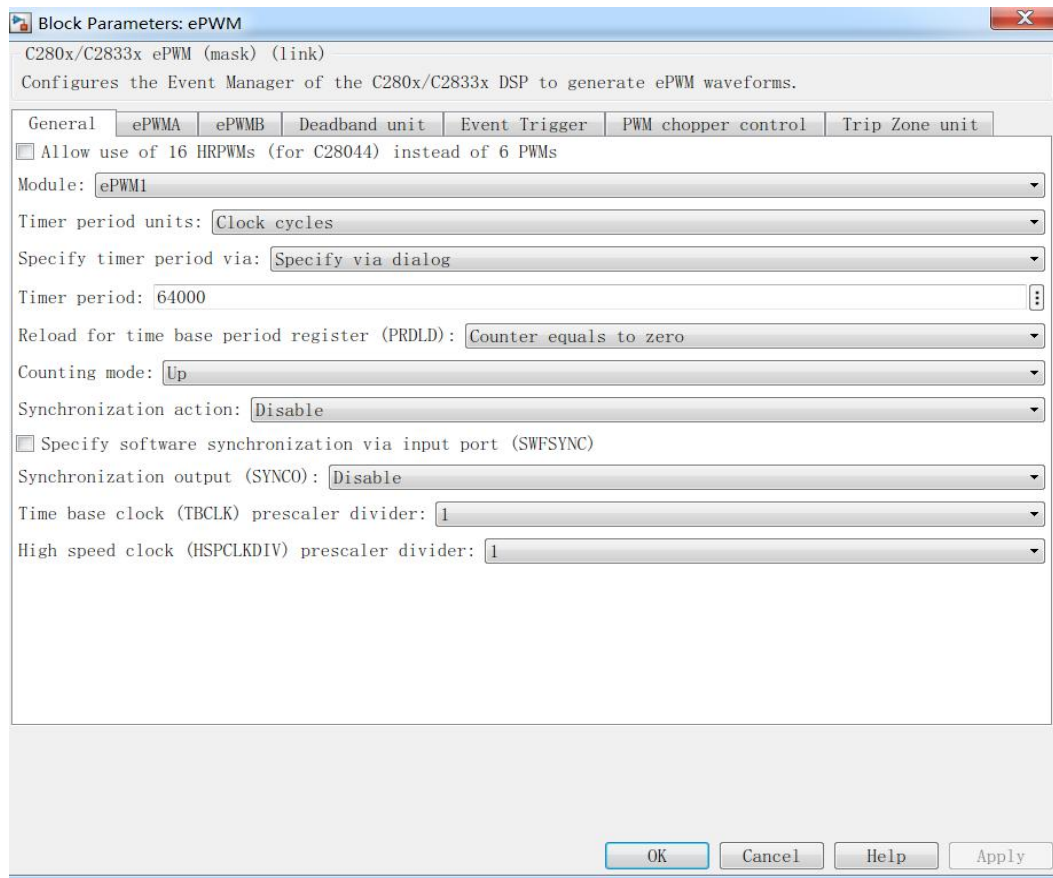 Block Parameters: ePWM
C280x/C2833x ePWM (mask) (link)
Configures the Event Manager of the C280x/C2833x DSP to generate ePWM waveforms.
General ePWMA ePWMB Deadband unit Event Trigger PWM chopper control Trip Zone unit
Allow use of 16 HRPWMs (for C28044) instead of 6 PWMs
Module: ePWM1
Timer period units: Clock cycles
Specify timer period via: Specify via dialog
Timer period: 64000
Reload for time base period register (PRDLD): Counter equals to zero
Counting mode: Up
Synchronization action: Disable
Specify software synchronization via input port (SWFSYNC)
Synchronization output (SYNCO): Disable
Time base clock (TBCLK) prescaler divider: 1
High speed clock (HSPCLKDIV) prescaler divider: 1
OK Cancel Help Apply